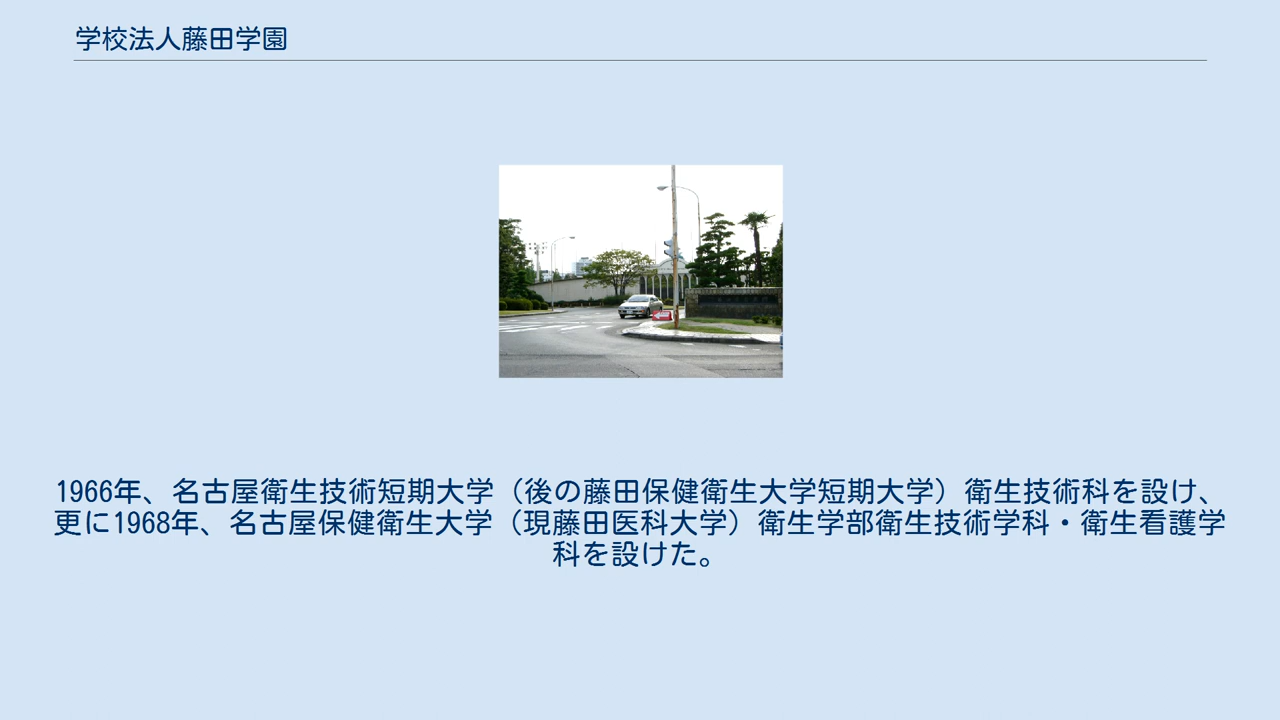 学校法人藤田学園
1966年、名古屋衛生技術短期大学（後の藤田保健衛生大学短期大学）衛生技術科を設け、
更に1968年、名古屋保健衛生大学（現藤田医科大学）衛生学部衛生技術学科・衛生看護学
科を設けた。